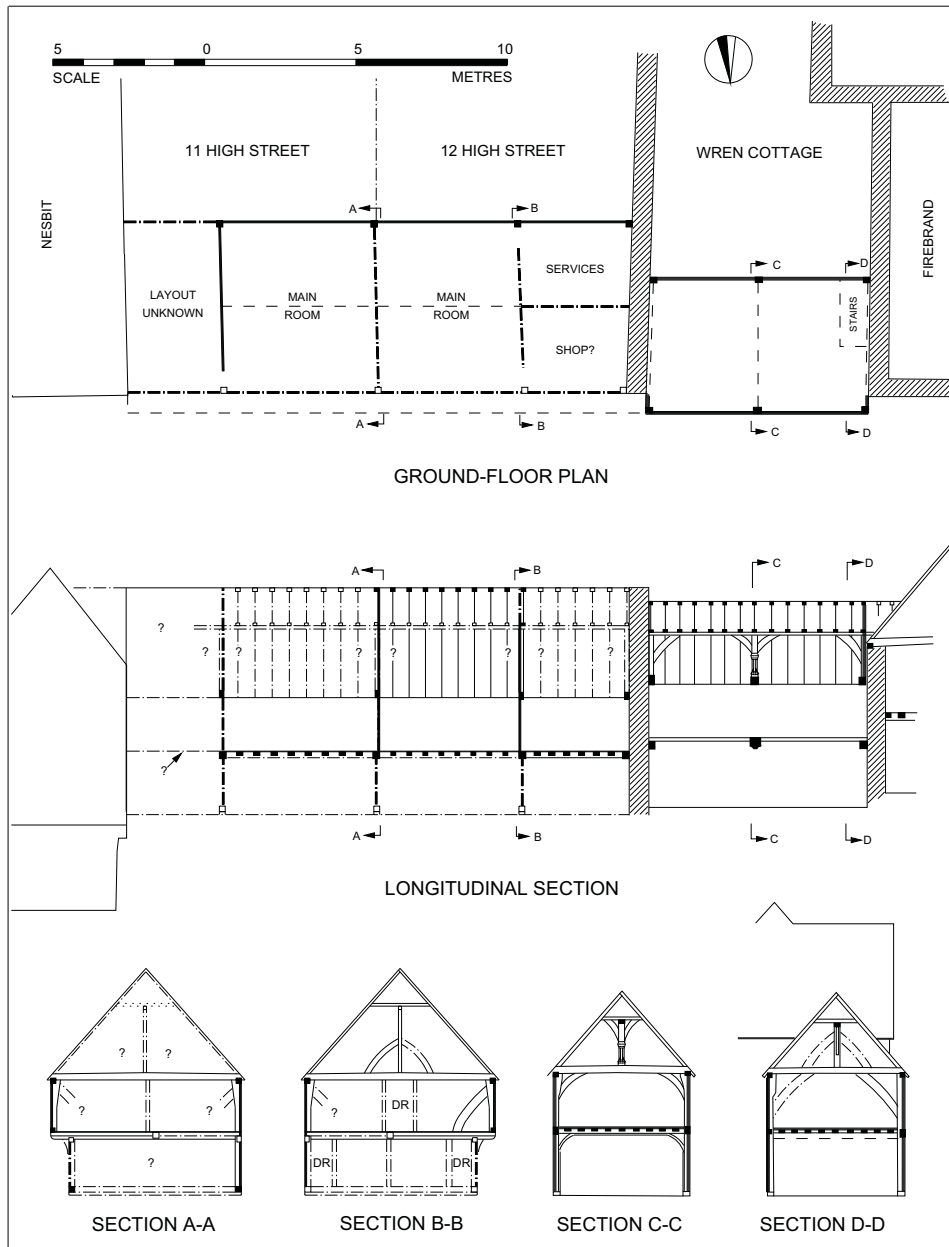 5 0 5 10
SCALE METRES
11 HIGH STREET
12 HIGH STREET
WREN COTTAGE
NESBIT
FIREBRAND
A B
C D
LAYOUT
UNKNOWN
MAIN
ROOM
MAIN
ROOM
SERVICES
SHOP?
STAIRS
A B
C D
GROUND-FLOOR PLAN
A B C D
?
? ? ? ? ? ? ?
?
A B C D
LONGITUDINAL SECTION
? ?
? ?
?
SECTION A-A
? DR
DR DR
SECTION B-B
SECTION C-C
SECTION D-D